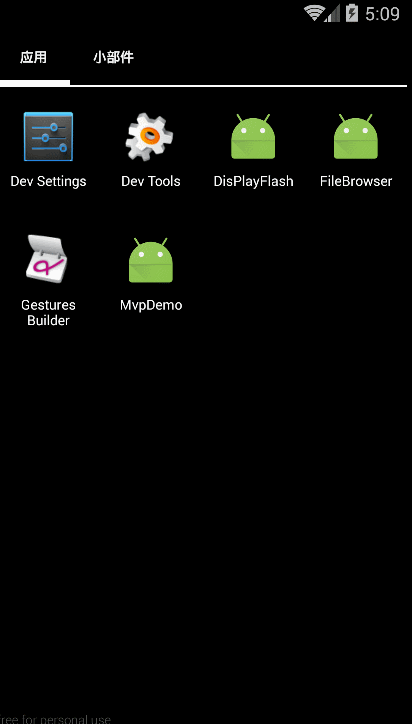 5:09
应用 小部件
Dev Settings Dev Tools DisPlayFlash FileBrowser
Gestures Builder MvpDemo
free for personal use